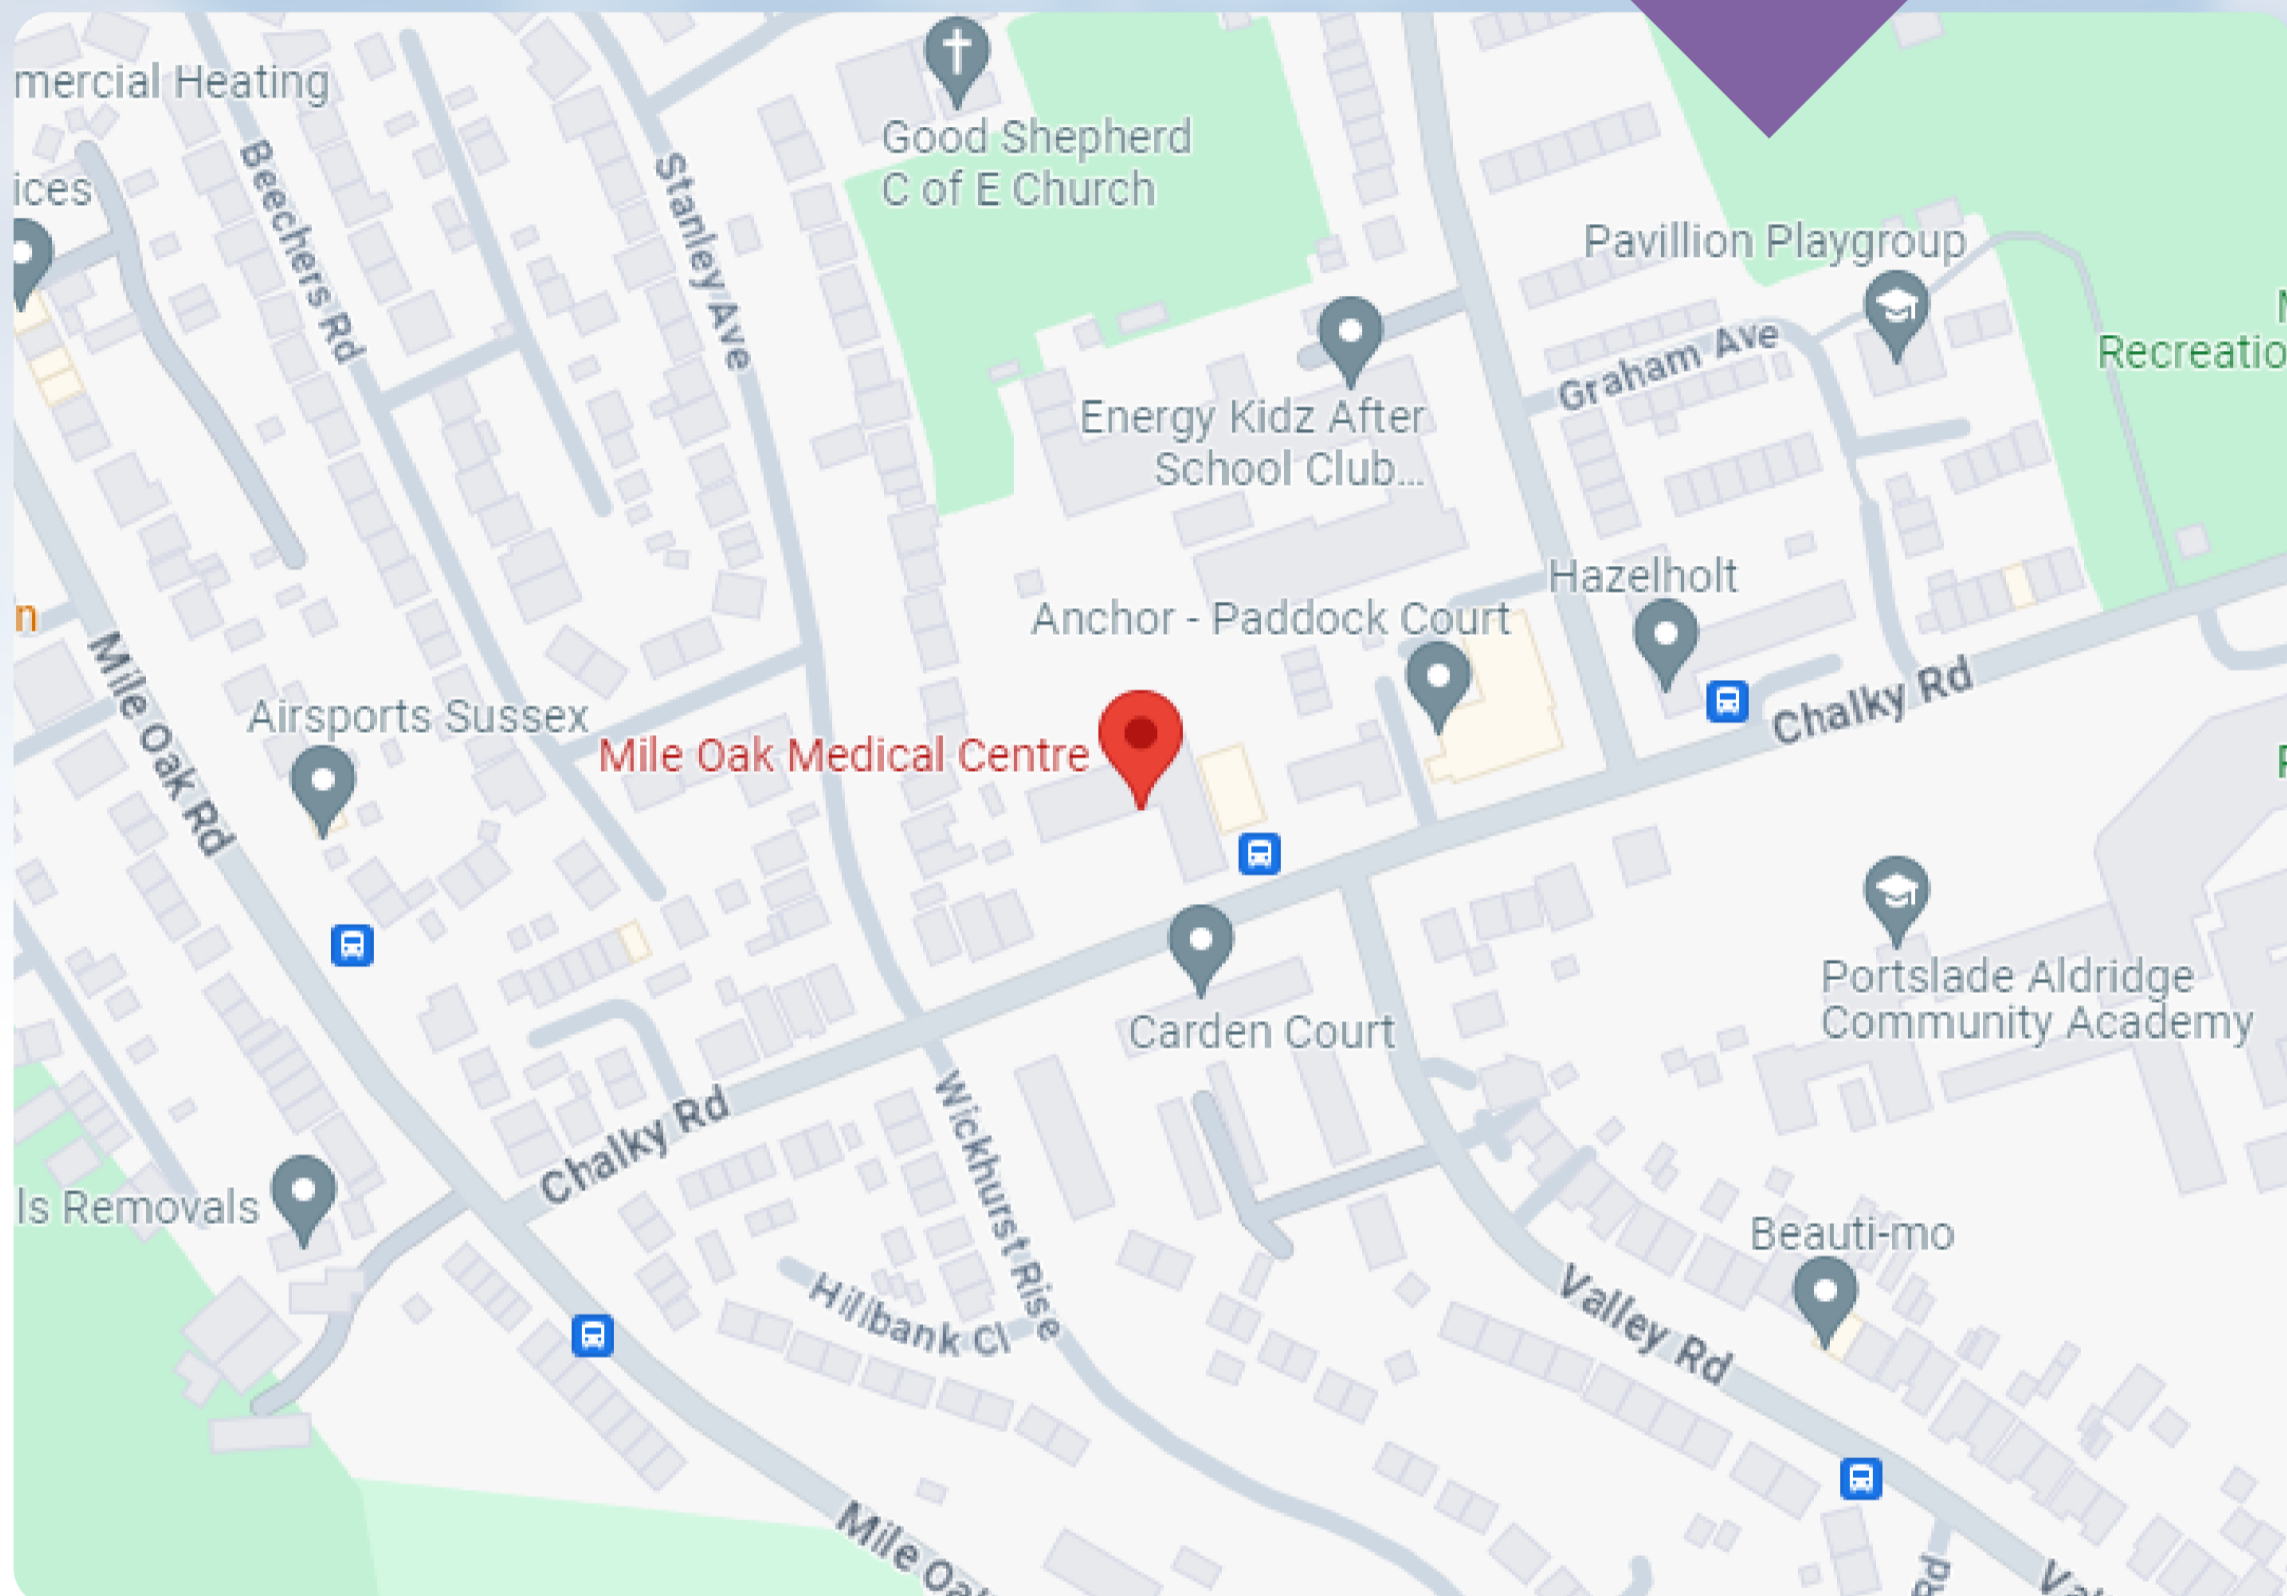 mercial Heating
Good Shepherd
C of E Church
ices
Beechers Rd
Stanley Ave
Pavillion Playgroup
Recreatio
Graham Ave
Energy Kidz After
School Club...
Hazelholt
Anchor - Paddock Court
n
Mile Oak Rd
Airsports Sussex
Mile Oak Medical Centre
Chalky Rd
Portslade Aldridge
Community Academy
Carden Court
Chalky Rd
Wickhurst Rise
ls Removals
Beauti-mo
Hillbank Cl
Valley Rd
Mile Oa
Rd
Val